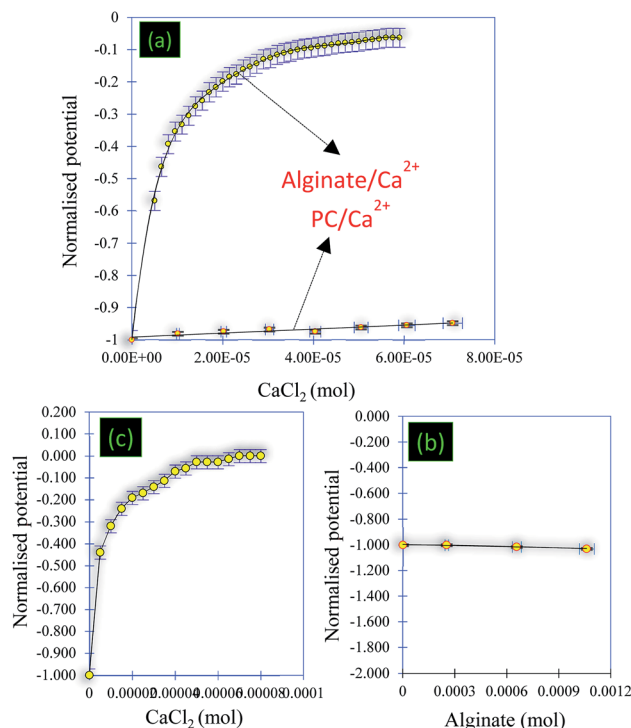 (a)
0
-0.1
-0.2
-0.3
-0.4
-0.5
-0.6
-0.7
-0.8
-0.9
-1
Normalised potential
Alginate/Ca²⁺
PC/Ca²⁺
0.00E+00 2.00E-05 4.00E-05 6.00E-05 8.00E-05
CaCl₂ (mol)
(c)
0.200
0.100
0.000
-0.100
-0.200
-0.300
-0.400
-0.500
-0.600
-0.700
-0.800
-0.900
-1.000
Normalised potential
0 0.00002 0.00004 0.00006 0.00008 0.0001
CaCl₂ (mol)
(b)
0.000
-0.200
-0.400
-0.600
-0.800
-1.000
-1.200
-1.400
-1.600
-1.800
-2.000
Normalised potential
0 0.0003 0.0006 0.0009 0.0012
Alginate (mol)